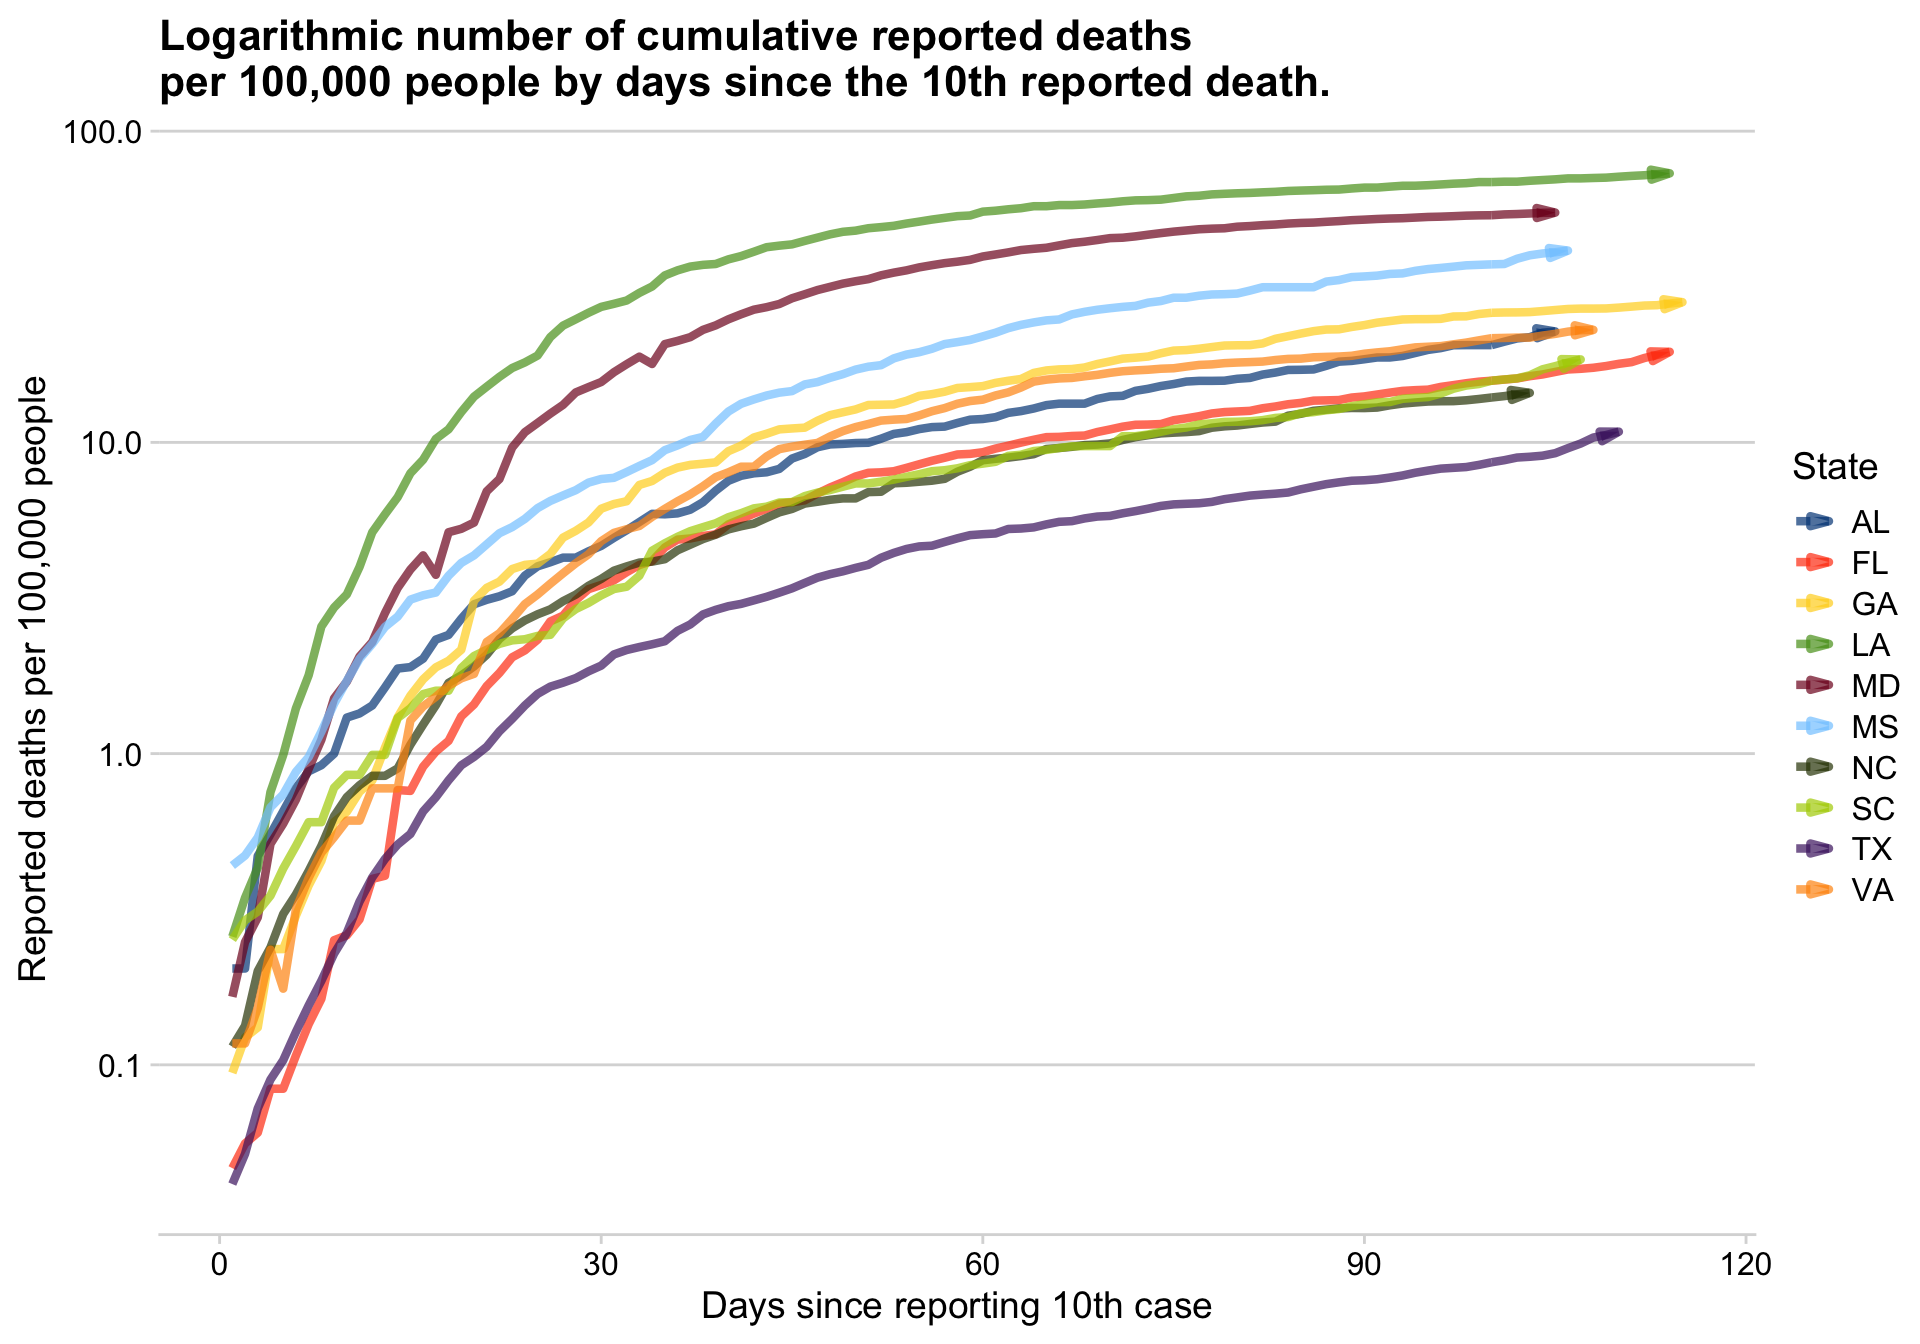 Logarithmic number of cumulative reported deaths
per 100,000 people by days since the 10th reported death.
Reported deaths per 100,000 people
100.0
10.0
1.0
0.1
0
30
60
90
120
Days since reporting 10th case
State
AL
FL
GA
LA
MD
MS
NC
SC
TX
VA